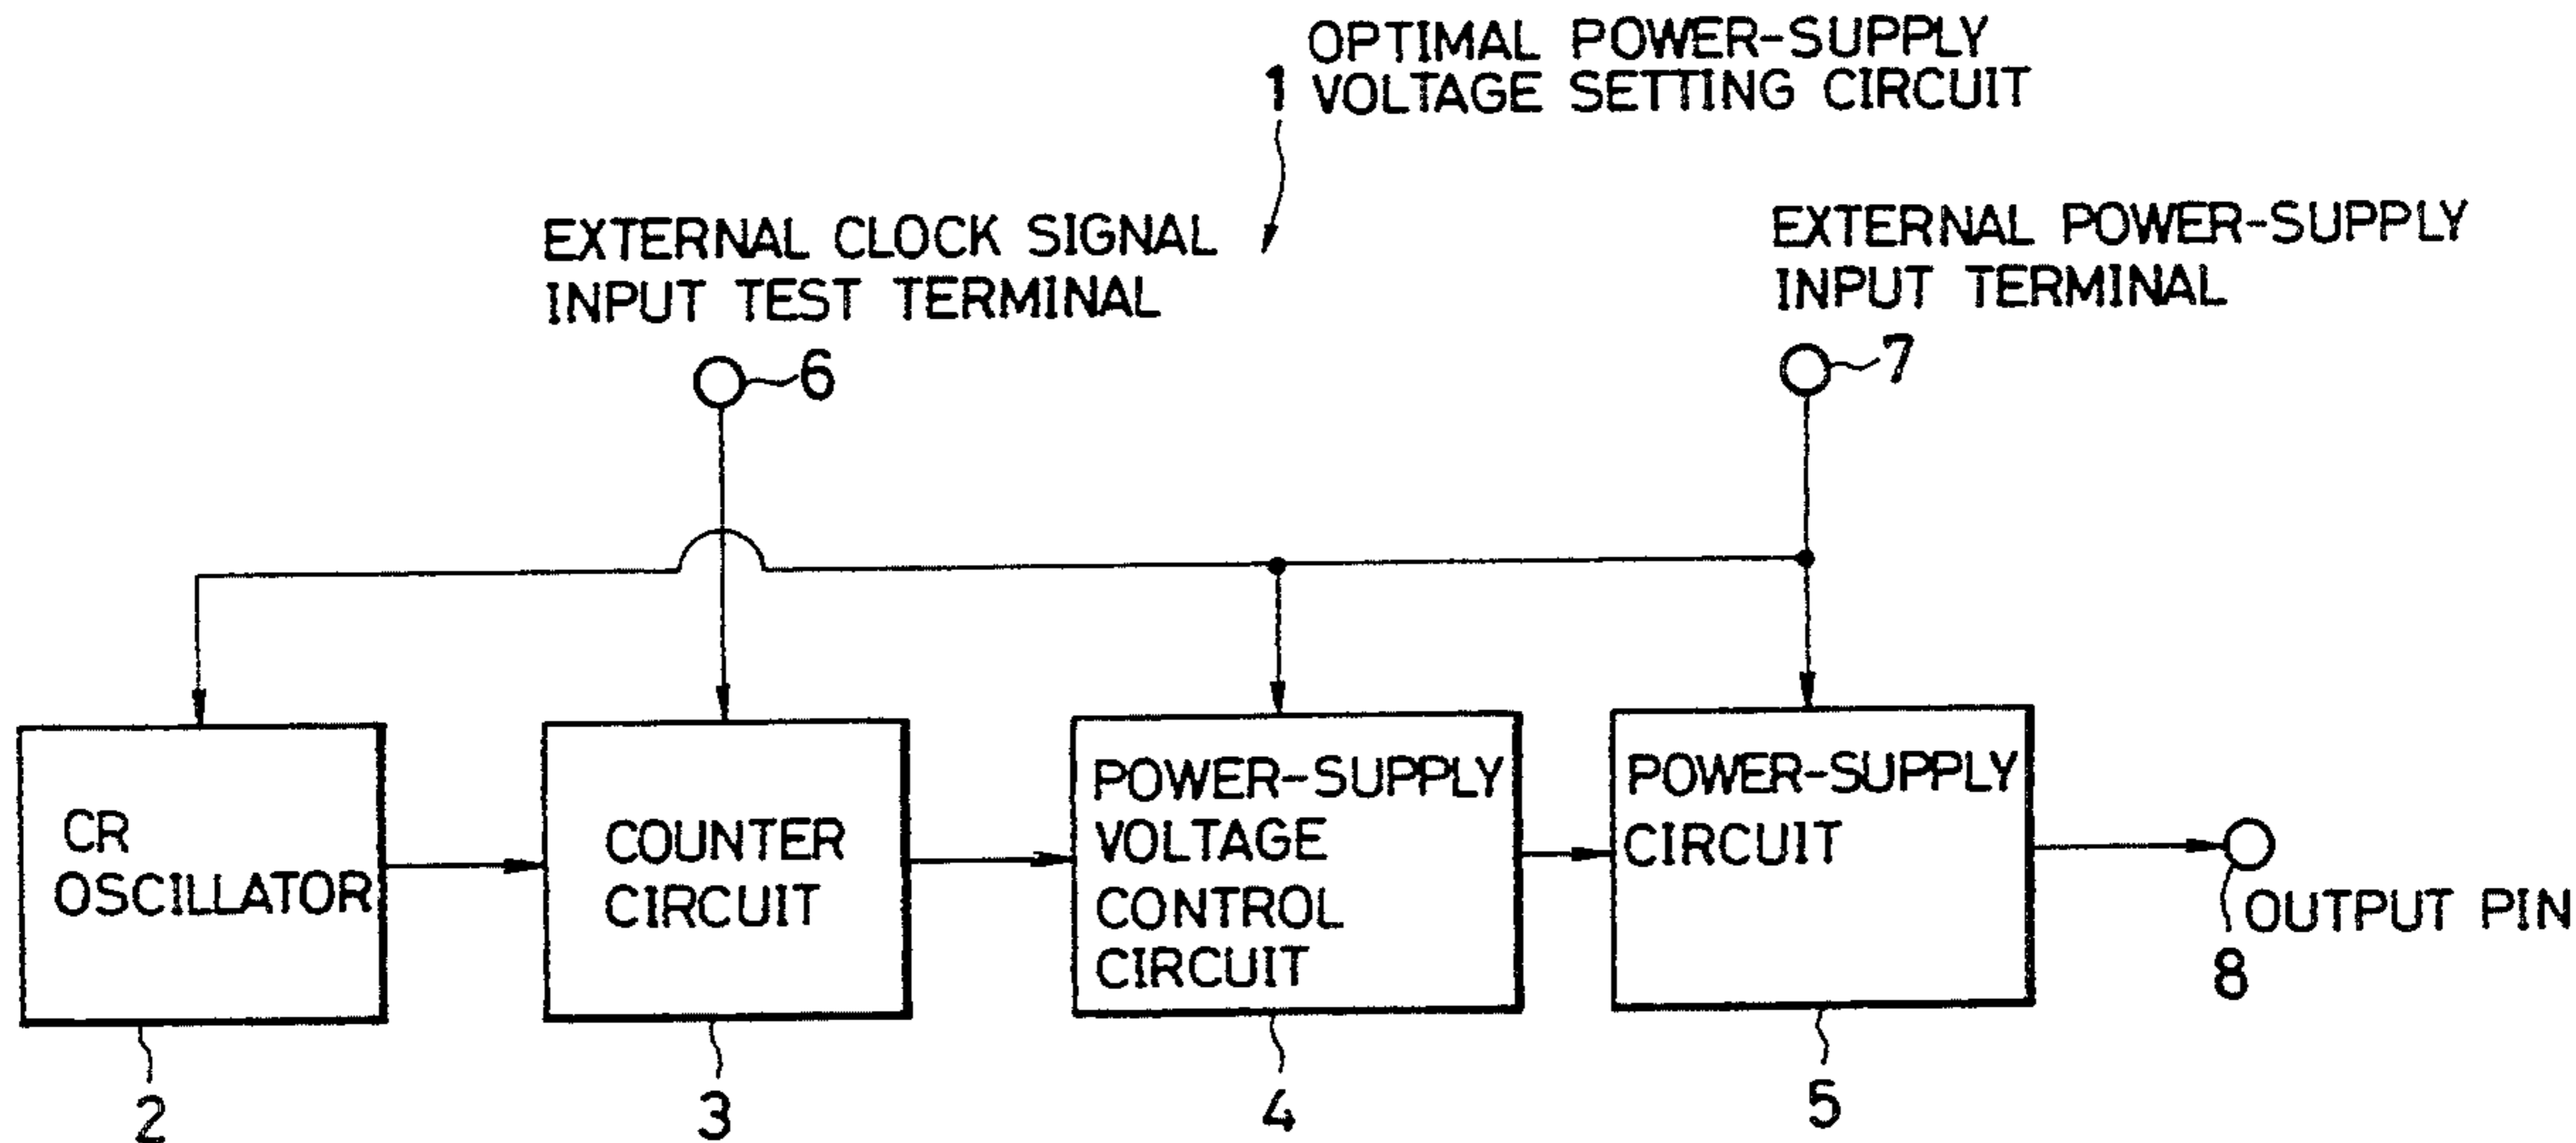 OPTIMAL POWER-SUPPLY
1 VOLTAGE SETTING CIRCUIT
EXTERNAL CLOCK SIGNAL
INPUT TEST TERMINAL
6
EXTERNAL POWER-SUPPLY
INPUT TERMINAL
7
CR
OSCILLATOR
2
COUNTER
CIRCUIT
3
POWER-SUPPLY
VOLTAGE
CONTROL
CIRCUIT
4
POWER-SUPPLY
CIRCUIT
5
OUTPUT PIN
8